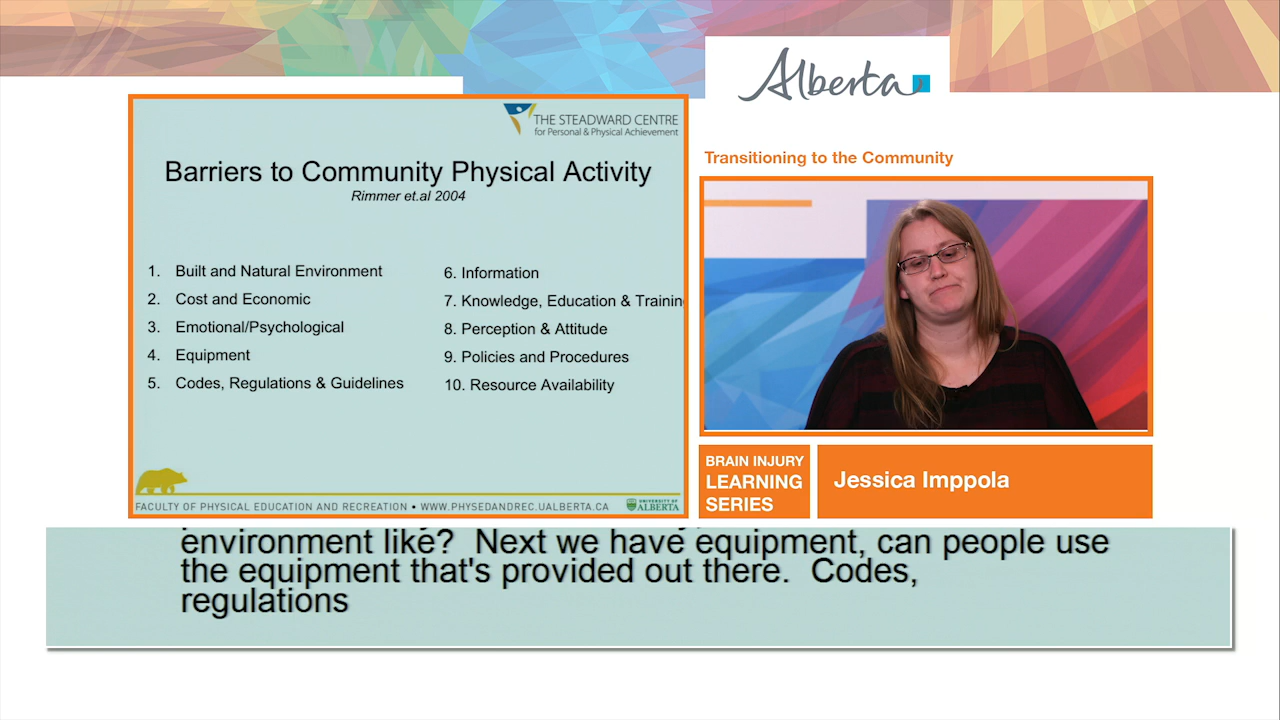 Alberta
THE STEADWARD CENTRE
for Personal & Physical Achievement
Barriers to Community Physical Activity
Rimmer et.al 2004
1. Built and Natural Environment
2. Cost and Economic
3. Emotional/Psychological
4. Equipment
5. Codes, Regulations & Guidelines
6. Information
7. Knowledge, Education & Trainin
8. Perception & Attitude
9. Policies and Procedures
10. Resource Availability
FACULTY OF PHYSICAL EDUCATION AND RECREATION • WWW.PHYSEDANDREC.UALBERTA.CA
UNIVERSITY OF
ALBERTA
Transitioning to the Community
BRAIN INJURY
LEARNING
SERIES
Jessica Imppola
environment like? Next we have equipment, can people use
the equipment that's provided out there. Codes,
regulations